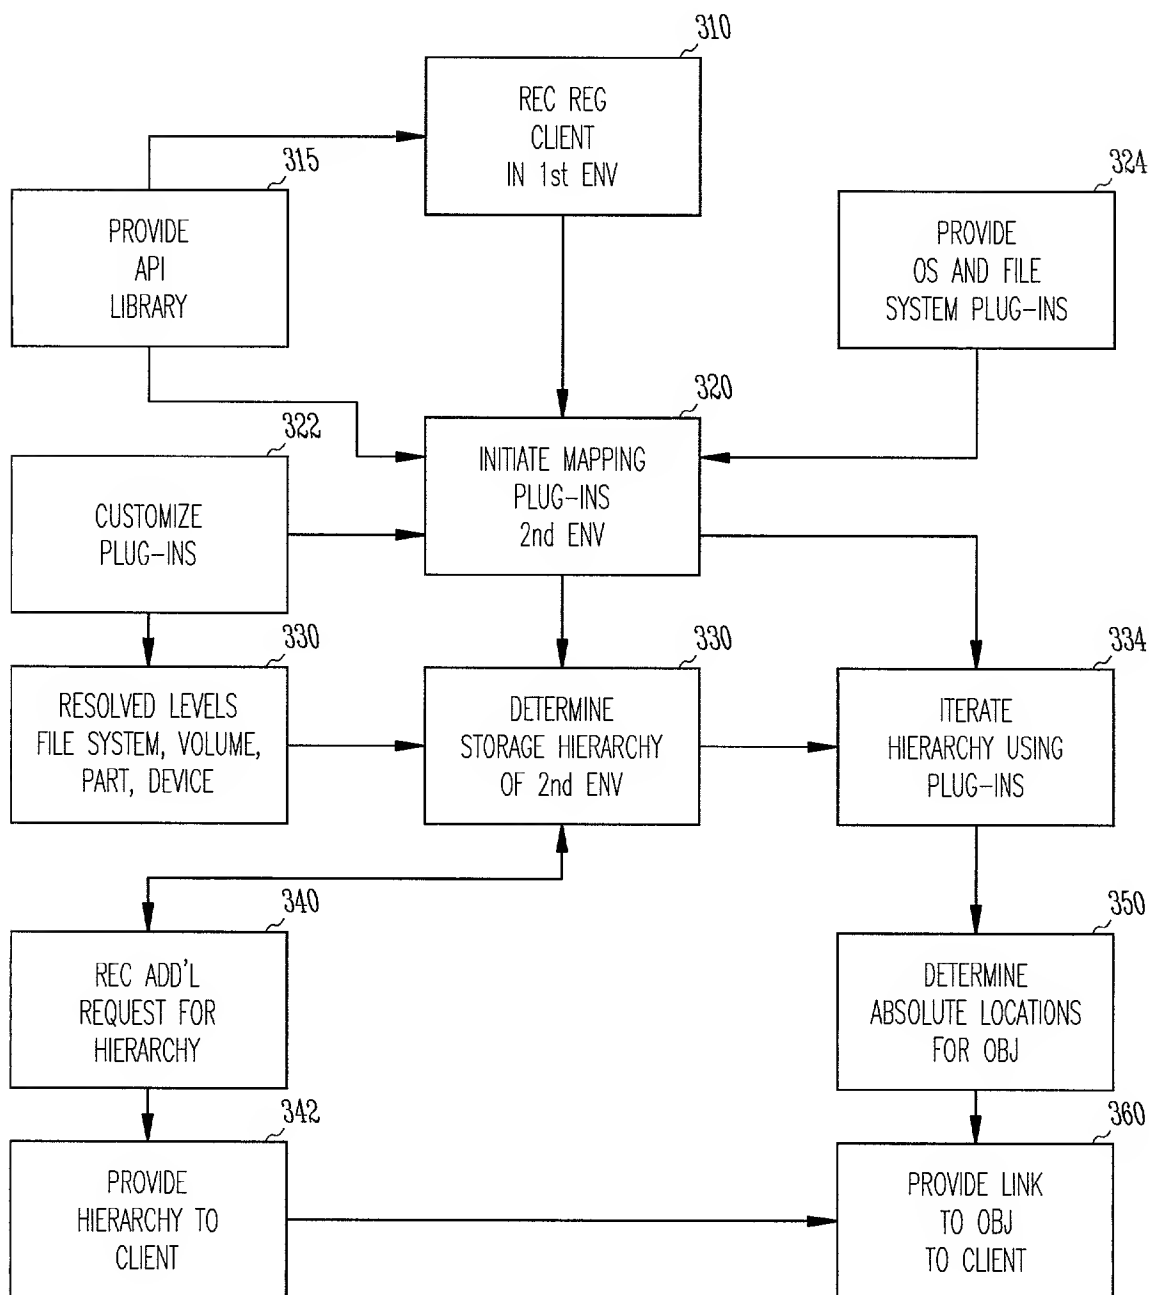 310
REC REG
CLIENT
IN 1st ENV
315
PROVIDE
API
LIBRARY
324
PROVIDE
OS AND FILE
SYSTEM PLUG-INS
320
INITIATE MAPPING
PLUG-INS
2nd ENV
322
CUSTOMIZE
PLUG-INS
330
RESOLVED LEVELS
FILE SYSTEM, VOLUME,
PART, DEVICE
330
DETERMINE
STORAGE HIERARCHY
OF 2nd ENV
334
ITERATE
HIERARCHY USING
PLUG-INS
340
REC ADD'L
REQUEST FOR
HIERARCHY
350
DETERMINE
ABSOLUTE LOCATIONS
FOR OBJ
342
PROVIDE
HIERARCHY TO
CLIENT
360
PROVIDE LINK
TO OBJ
TO CLIENT